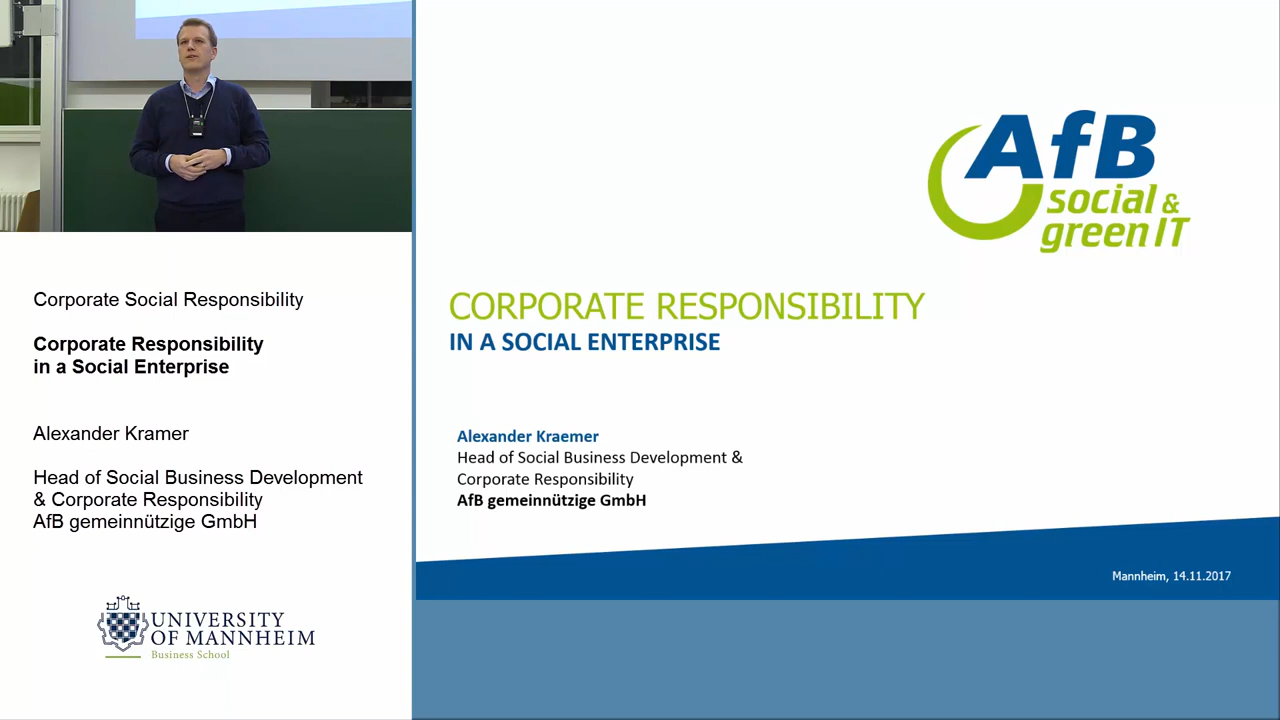 Corporate Social Responsibility
Corporate Responsibility
in a Social Enterprise
Alexander Kramer
Head of Social Business Development
& Corporate Responsibility
AfB gemeinnützige GmbH
UNIVERSITY
OF MANNHEIM
Business School
AfB
social &
green IT
CORPORATE RESPONSIBILITY
IN A SOCIAL ENTERPRISE
Alexander Kraemer
Head of Social Business Development &
Corporate Responsibility
AfB gemeinnützige GmbH
Mannheim, 14.11.2017